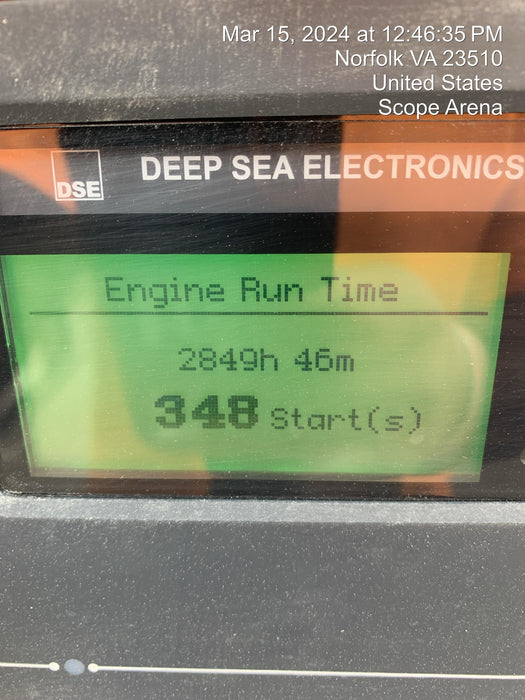 Mar 15, 2024 at 12:46:35 PM
Norfolk VA 23510
United States
Scope Arena
DSE DEEP SEA ELECTRONICS
Engine Run Time
2849h 46m
348 Start(s)